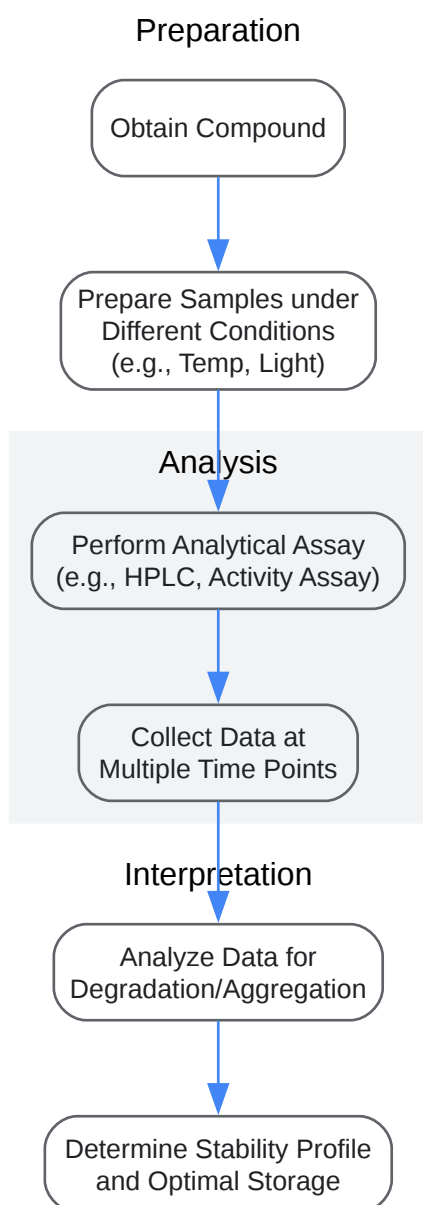 Preparation
Obtain Compound
Prepare Samples under
Different Conditions
(e.g., Temp, Light)
Analysis
Perform Analytical Assay
(e.g., HPLC, Activity Assay)
Collect Data at
Multiple Time Points
Interpretation
Analyze Data for
Degradation/Aggregation
Determine Stability Profile
and Optimal Storage